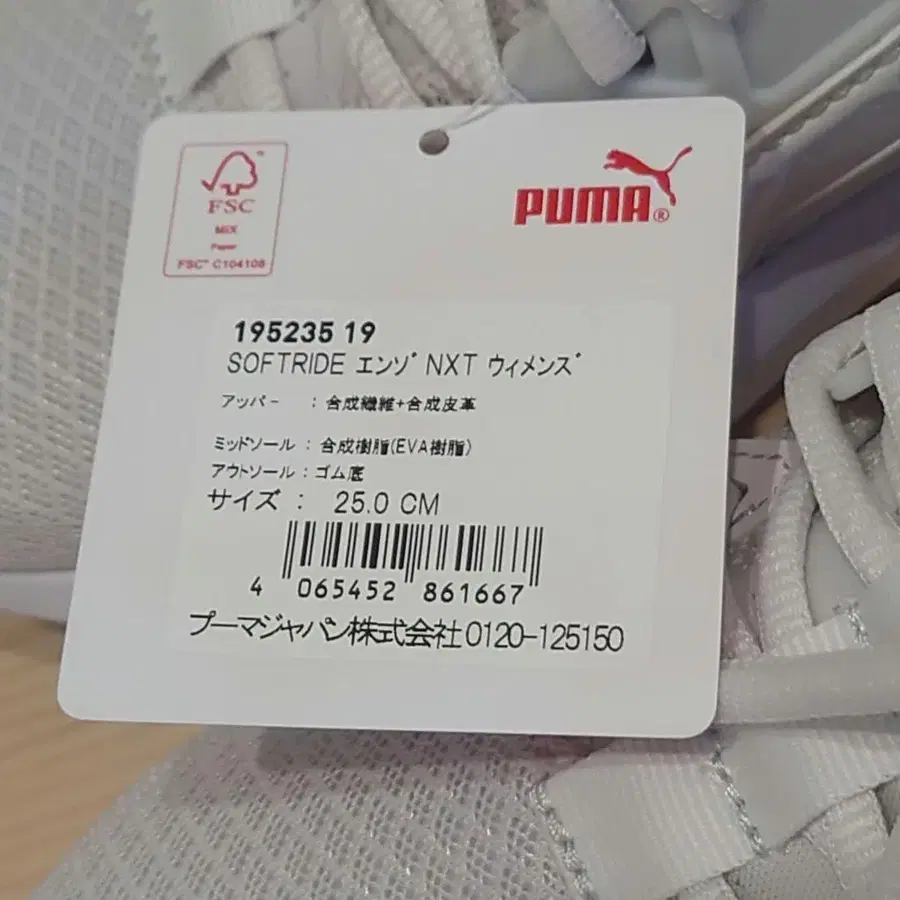 FSC
MIX
Paper
FSC™ C104108
PUMA®
195235 19
SOFTRIDE エンゾ NXT ウィメンズ
アッパー : 合成繊維+合成皮革
ミッドソール : 合成樹脂(EVA樹脂)
アウトソール : ゴム底
サイズ : 25.0 CM
4 065452 861667
プーマジャパン株式会社 0120-125150